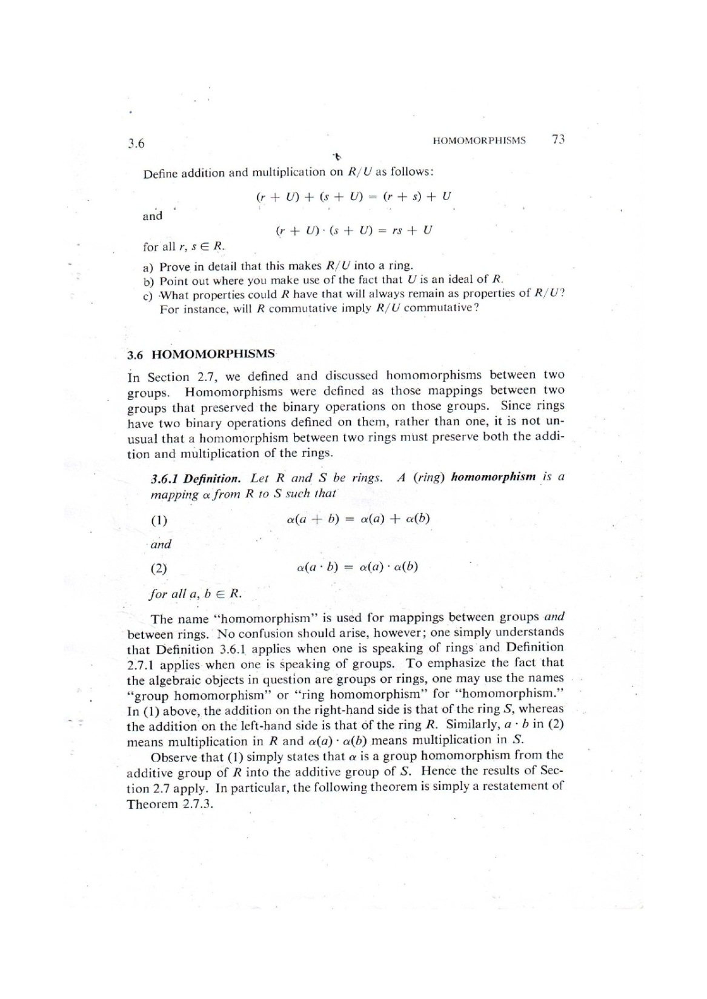 3.6 HOMOMORPHISMS 73
Define addition and multiplication on R/U as follows:
(r + U) + (s + U) = (r + s) + U
and
(r + U) · (s + U) = rs + U
for all r, s ∈ R.
a) Prove in detail that this makes R/U into a ring.
b) Point out where you make use of the fact that U is an ideal of R.
c) What properties could R have that will always remain as properties of R/U?
For instance, will R commutative imply R/U commutative?
3.6 HOMOMORPHISMS
In Section 2.7, we defined and discussed homomorphisms between two
groups. Homomorphisms were defined as those mappings between two
groups that preserved the binary operations on those groups. Since rings
have two binary operations defined on them, rather than one, it is not un-
usual that a homomorphism between two rings must preserve both the addi-
tion and multiplication of the rings.
3.6.1 Definition. Let R and S be rings. A (ring) homomorphism is a
mapping α from R to S such that
(1) α(a + b) = α(a) + α(b)
and
(2) α(a · b) = α(a) · α(b)
for all a, b ∈ R.
The name “homomorphism” is used for mappings between groups and
between rings. No confusion should arise, however; one simply understands
that Definition 3.6.1 applies when one is speaking of rings and Definition
2.7.1 applies when one is speaking of groups. To emphasize the fact that
the algebraic objects in question are groups or rings, one may use the names
“group homomorphism” or “ring homomorphism” for “homomorphism.”
In (1) above, the addition on the right-hand side is that of the ring S, whereas
the addition on the left-hand side is that of the ring R. Similarly, a · b in (2)
means multiplication in R and α(a) · α(b) means multiplication in S.
Observe that (1) simply states that α is a group homomorphism from the
additive group of R into the additive group of S. Hence the results of Sec-
tion 2.7 apply. In particular, the following theorem is simply a restatement of
Theorem 2.7.3.